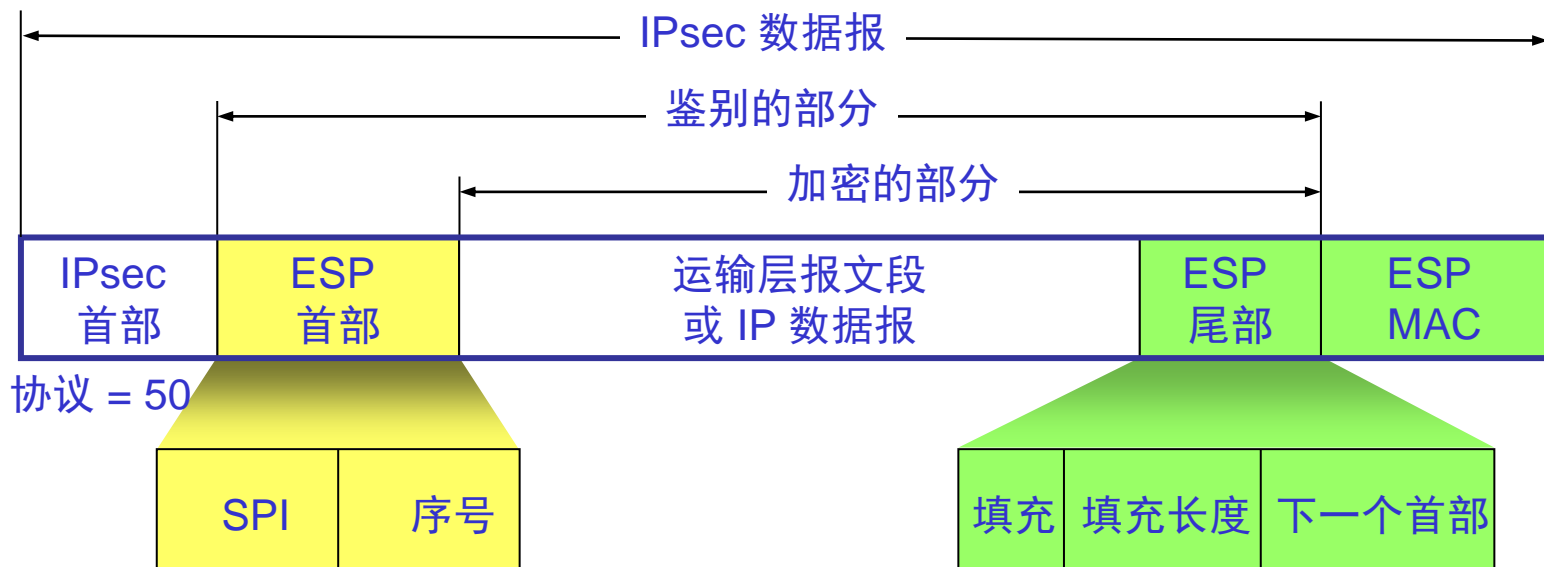 IPsec 数据报
鉴别的部分
加密的部分
IPsec
首部
ESP
首部
运输层报文段
或 IP 数据报
ESP
尾部
ESP
MAC
协议 = 50
SPI
序号
填充
填充长度
下一个首部